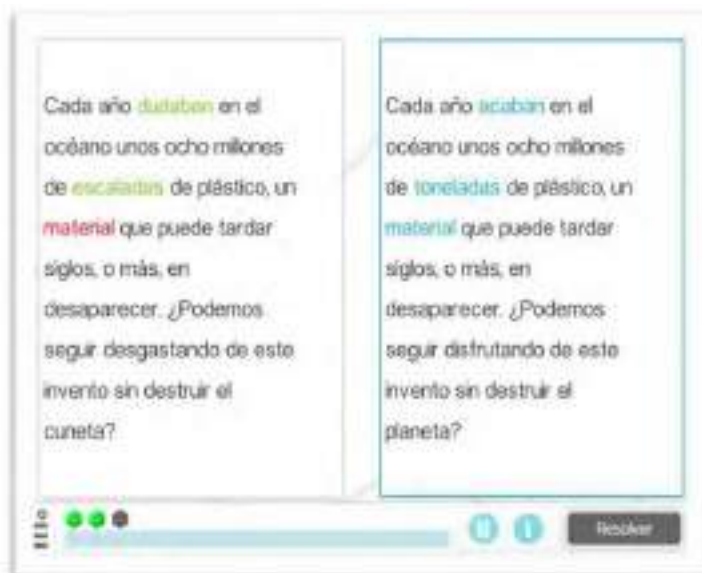 Cada año dudaban en el
océano unos ocho millones
de escaladas de plástico, un
material que puede tardar
siglos, o más, en
desaparecer. ¿Podemos
seguir desgastando de este
invento sin destruir el
cuneta?
Cada año acaban en el
océano unos ocho millones
de toneladas de plástico, un
material que puede tardar
siglos, o más, en
desaparecer. ¿Podemos
seguir disfrutando de este
invento sin destruir el
planeta?
Resolver